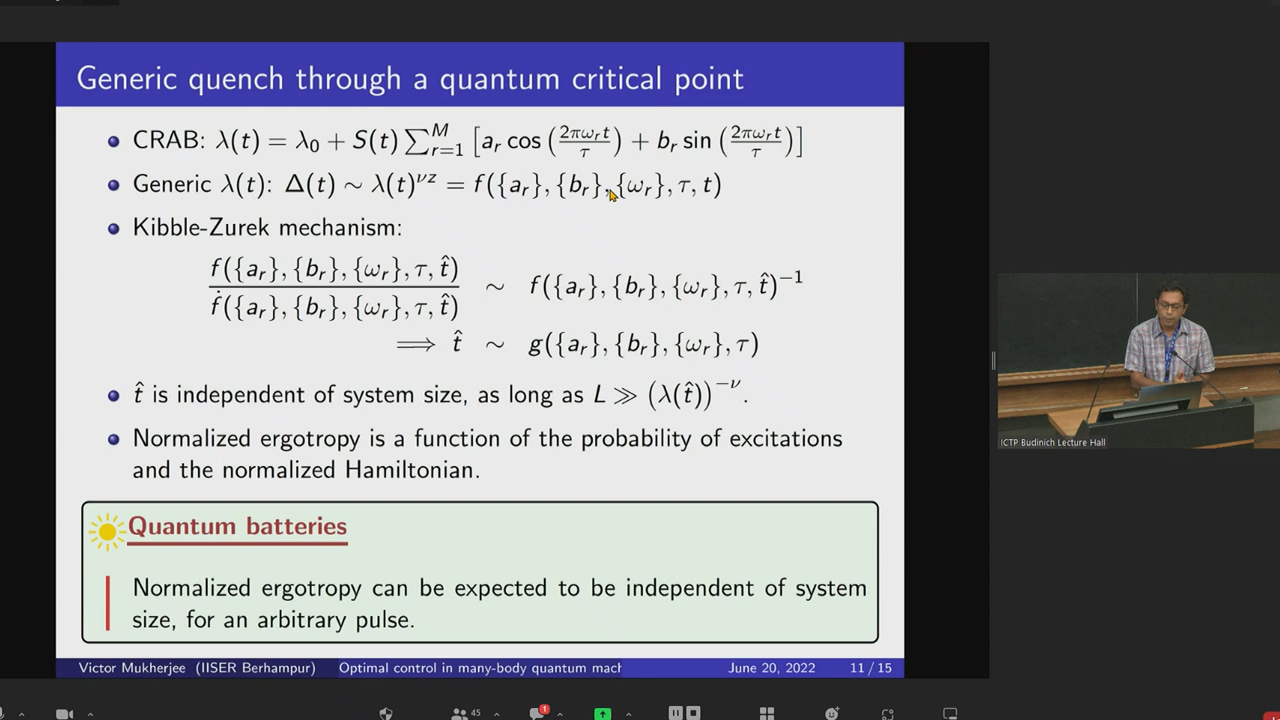 Generic quench through a quantum critical point
CRAB: λ(t) = λ₀ + S(t) ∑ᵣ₌₁ᴹ [aᵣ cos (2πωᵣt/τ) + bᵣ sin (2πωᵣt/τ)]
Generic λ(t): Δ(t) ∼ λ(t)^{νz} = f({aᵣ}, {bᵣ}, {ωᵣ}, τ, t)
Kibble-Zurek mechanism:
f({aᵣ}, {bᵣ}, {ωᵣ}, τ, t̂) / ḟ({aᵣ}, {bᵣ}, {ωᵣ}, τ, t̂) ∼ f({aᵣ}, {bᵣ}, {ωᵣ}, τ, t̂)⁻¹
⟹ t̂ ∼ g({aᵣ}, {bᵣ}, {ωᵣ}, τ)
t̂ is independent of system size, as long as L ≫ (λ(t̂))^{−ν}.
Normalized ergotropy is a function of the probability of excitations
and the normalized Hamiltonian.
Quantum batteries
Normalized ergotropy can be expected to be independent of system
size, for an arbitrary pulse.
Victor Mukherjee (IISER Berhampur) Optimal control in many-body quantum mach June 20, 2022 11 / 15
ICTP Budinich Lecture Hall
45
1